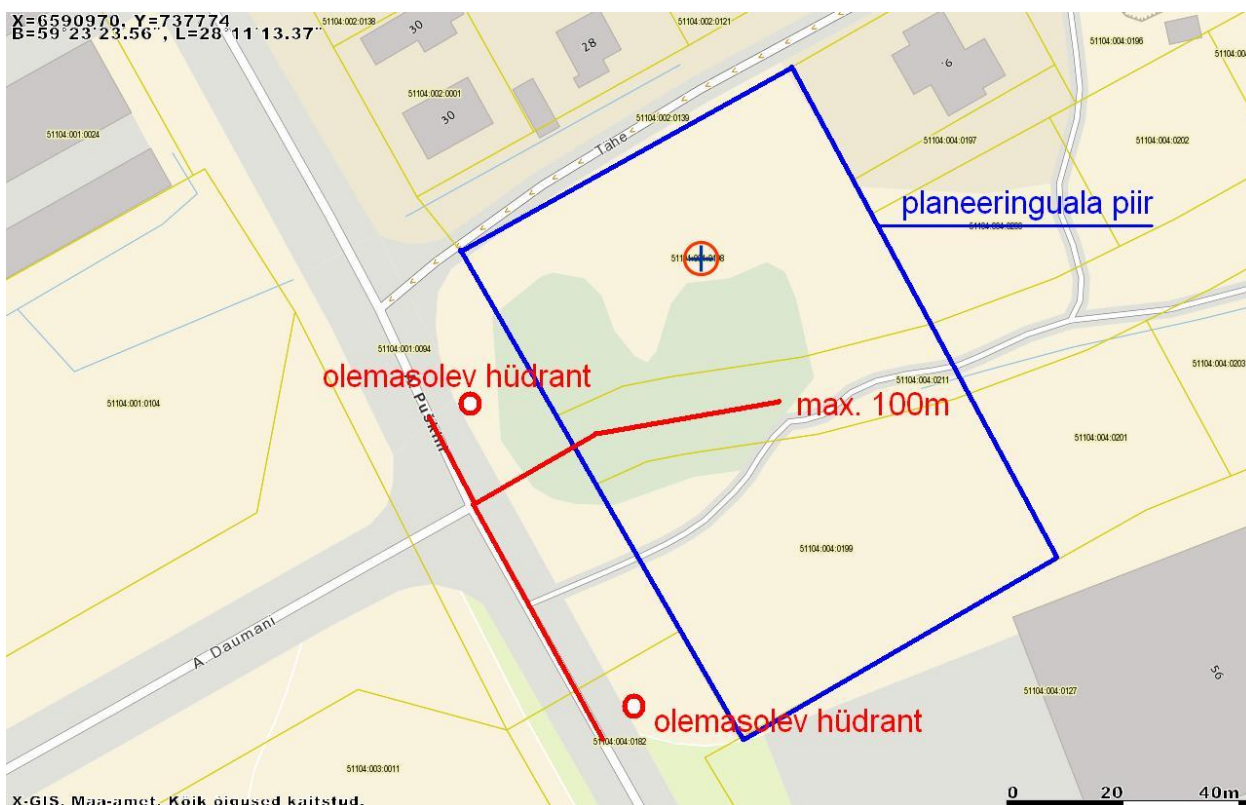 X=6590970, Y=737774
B=59°23'23.56", L=28°11'13.37"
51104:002:0138
30
28
51104:002:0121
51104:004:0196
9
51104:002:0001
30
51104:002:0139
Tähe
51104:001:0024
51104:004:0197
51104:004:0202
planeeringuala piir
51104:001:0094
olemasolev hüdrant
Puškini
max. 100m
51104:004:0211
51104:004:0203
51104:001:0104
51104:004:0201
51104:004:0199
A. Daumani
56
51104:004:0127
olemasolev hüdrant
51104:004:0182
51104:003:0011
X-GIS. Maa-amet. Kõik õigused kaitstud.
0 20 40m